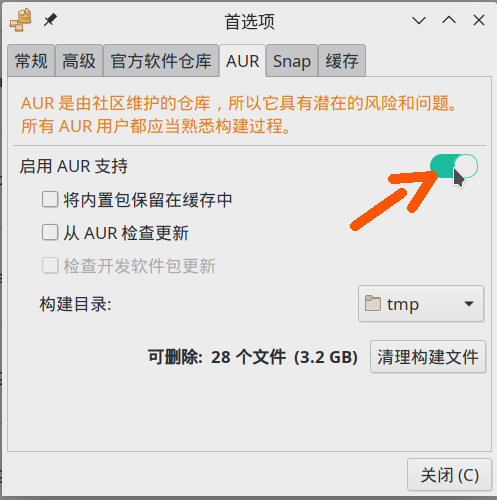 首选项
常规 高级 官方软件仓库 AUR Snap 缓存
AUR 是由社区维护的仓库，所以它具有潜在的风险和问题。
所有 AUR 用户都应当熟悉构建过程。
启用 AUR 支持
将内置包保留在缓存中
从 AUR 检查更新
检查开发软件包更新
构建目录: tmp
可删除: 28 个文件 (3.2 GB) 清理构建文件
关闭 (C)